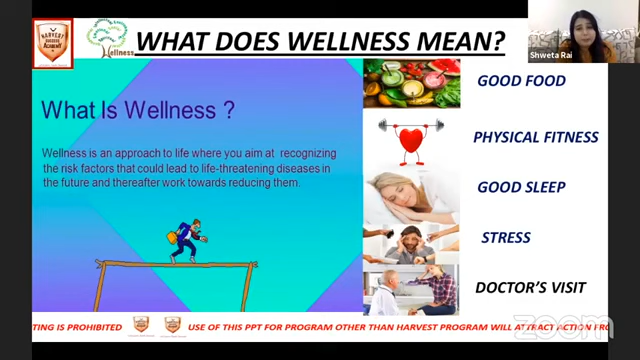 HARVEST
SUCCESS
ACADEMY
Wellness
WHAT DOES WELLNESS MEAN?
Shweta Rai
What Is Wellness ?
Wellness is an approach to life where you aim at recognizing
the risk factors that could lead to life-threatening diseases in
the future and thereafter work towards reducing them.
GOOD FOOD
PHYSICAL FITNESS
GOOD SLEEP
STRESS
DOCTOR'S VISIT
zoom
TING IS PROHIBITED
USE OF THIS PPT FOR PROGRAM OTHER THAN HARVEST PROGRAM WILL ATTRACT ACTION FRO